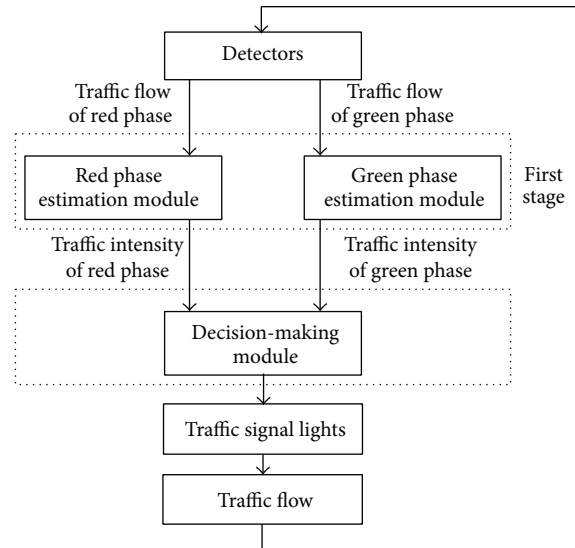 Detectors
Traffic flow
of red phase
Traffic flow
of green phase
Red phase
estimation module
Green phase
estimation module
First
stage
Traffic intensity
of red phase
Traffic intensity
of green phase
Decision-making
module
Traffic signal lights
Traffic flow